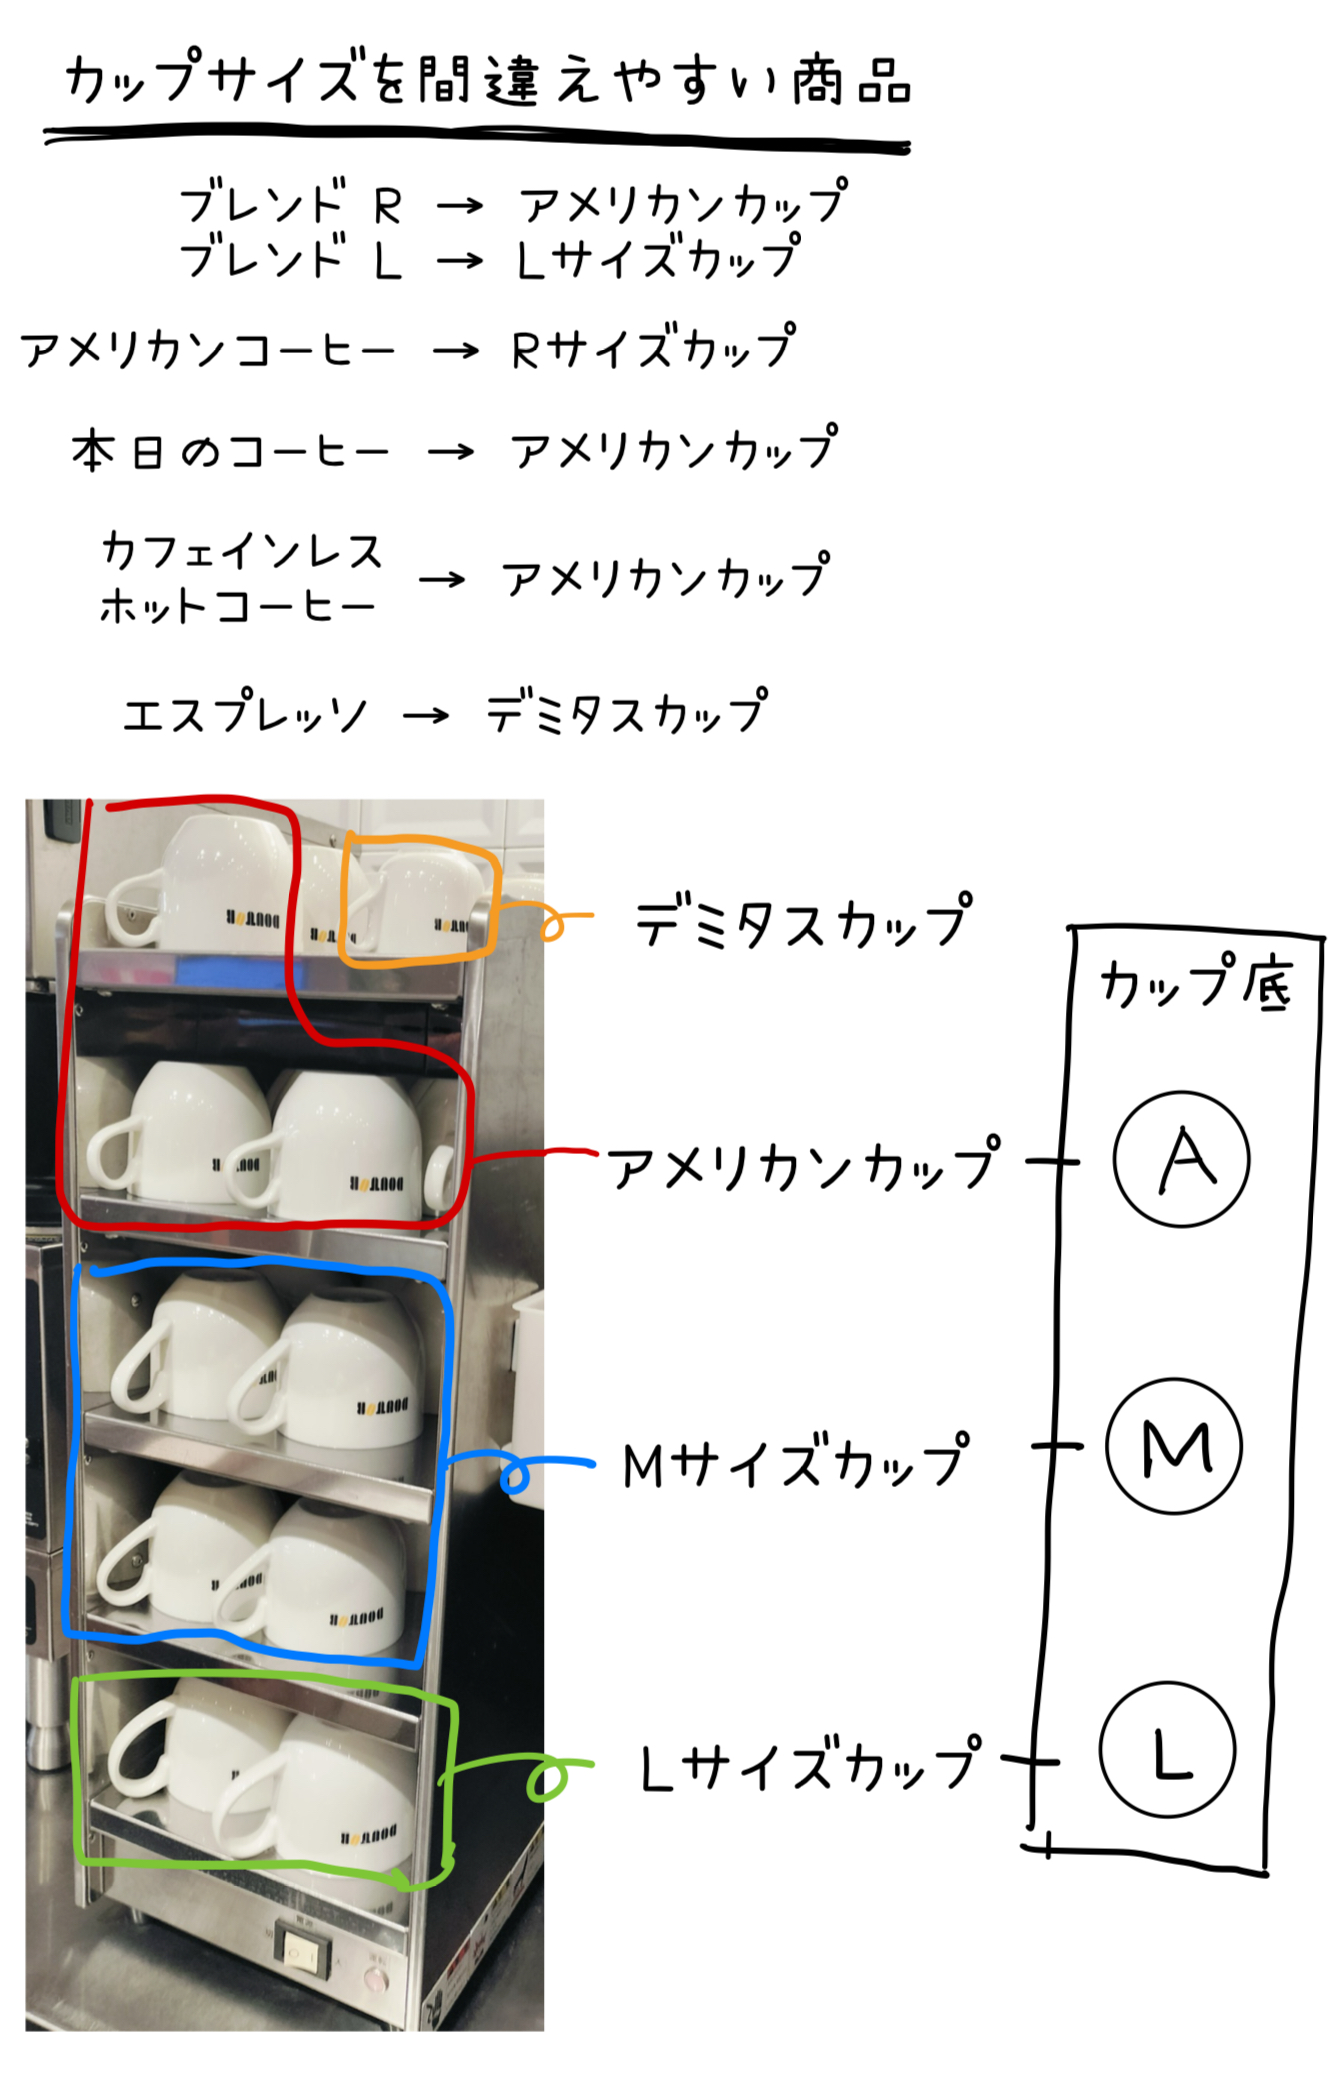 カップサイズを間違えやすい商品
ブレンド R → アメリカンカップ
ブレンド L → Lサイズカップ
アメリカンコーヒー → Rサイズカップ
本日のコーヒー → アメリカンカップ
カフェインレス
ホットコーヒー → アメリカンカップ
エスプレッソ → デミタスカップ
デミタスカップ
アメリカンカップ
Mサイズカップ
Lサイズカップ
カップ底
A
M
L
DOUTOR
DOUTOR
DOUTOR
DOUTOR
DOUTOR